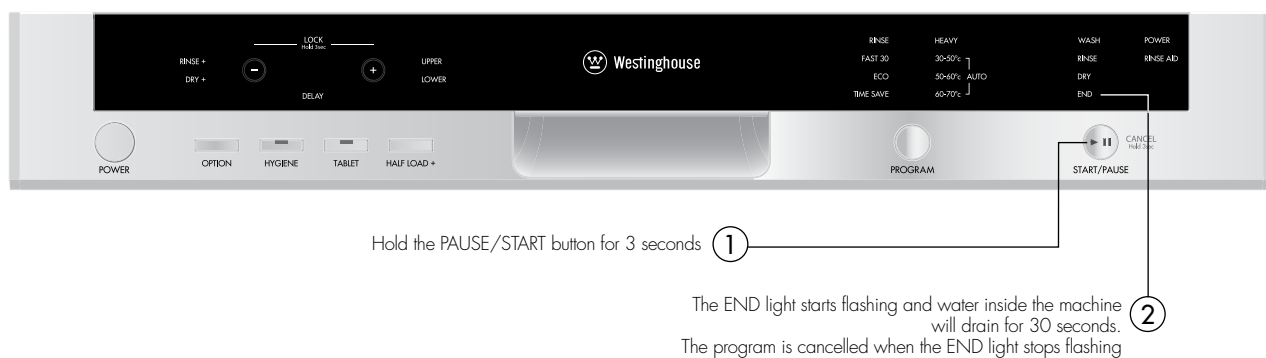 LOCK
Hold 3sec
RINSE +
DRY +
−
+
UPPER
LOWER
DELAY
W Westinghouse
RINSE HEAVY
FAST 30 30-50°c
ECO 50-60°c AUTO
TIME SAVE 60-70°c
WASH POWER
RINSE RINSE AID
DRY
END
POWER
OPTION
HYGIENE
TABLET
HALF LOAD +
PROGRAM
START/PAUSE
CANCEL
Hold 3sec
Hold the PAUSE/START button for 3 seconds 1
The END light starts flashing and water inside the machine
will drain for 30 seconds. 2
The program is cancelled when the END light stops flashing